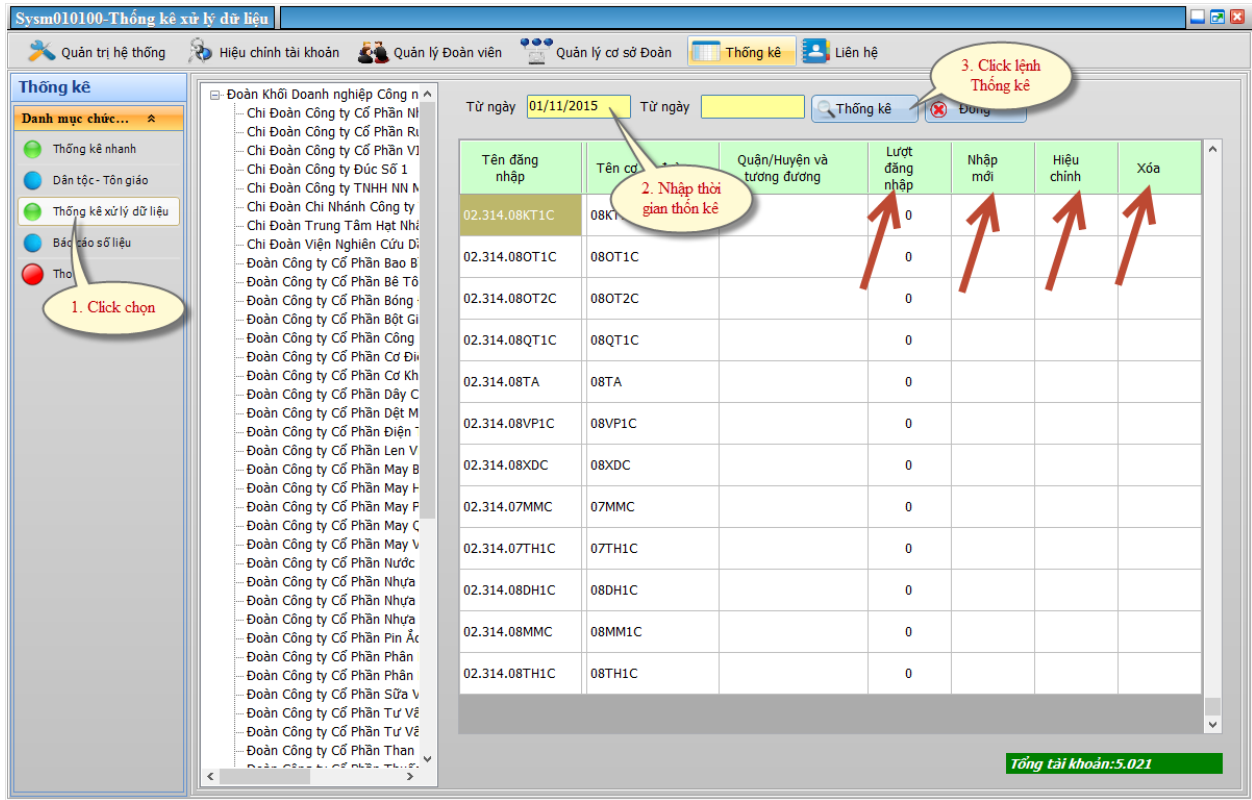 Sysm010100-Thống kê xử lý dữ liệu
Quản trị hệ thống
Hiệu chỉnh tài khoản
Quản lý Đoàn viên
Quản lý cơ sở Đoàn
Thống kê
Liên hệ
3. Click lệnh
Thống kê
Thống kê
Danh mục chức...
Thống kê nhanh
Dân tộc - Tôn giáo
Thống kê xử lý dữ liệu
Báo cáo số liệu
Tho
1. Click chọn
Đoàn Khối Doanh nghiệp Công n
Chi Đoàn Công ty Cổ Phần Nh
Chi Đoàn Công ty Cổ Phần Rư
Chi Đoàn Công ty Cổ Phần VI
Chi Đoàn Công ty Đúc Số 1
Chi Đoàn Công ty TNHH NN M
Chi Đoàn Chi Nhánh Công ty
Chi Đoàn Trung Tâm Hạt Nhâ
Chi Đoàn Viện Nghiên Cứu Dầ
Đoàn Công ty Cổ Phần Bao B
Đoàn Công ty Cổ Phần Bê Tô
Đoàn Công ty Cổ Phần Bóng
Đoàn Công ty Cổ Phần Bột Gi
Đoàn Công ty Cổ Phần Công
Đoàn Công ty Cổ Phần Cơ Điệ
Đoàn Công ty Cổ Phần Cơ Kh
Đoàn Công ty Cổ Phần Dây C
Đoàn Công ty Cổ Phần Dệt M
Đoàn Công ty Cổ Phần Điện T
Đoàn Công ty Cổ Phần Len V
Đoàn Công ty Cổ Phần May B
Đoàn Công ty Cổ Phần May H
Đoàn Công ty Cổ Phần May P
Đoàn Công ty Cổ Phần May Q
Đoàn Công ty Cổ Phần May V
Đoàn Công ty Cổ Phần Nước
Đoàn Công ty Cổ Phần Nhựa
Đoàn Công ty Cổ Phần Nhựa
Đoàn Công ty Cổ Phần Nhựa
Đoàn Công ty Cổ Phần Pin Ắc
Đoàn Công ty Cổ Phần Phân
Đoàn Công ty Cổ Phần Phân
Đoàn Công ty Cổ Phần Sữa V
Đoàn Công ty Cổ Phần Tư Vấ
Đoàn Công ty Cổ Phần Tư Vấ
Đoàn Công ty Cổ Phần Than
Từ ngày 01/11/2015 Từ ngày Thống kê Đóng
2. Nhập thời
gian thốn kê
Tên đăng nhập
Tên cơ
Quận/Huyện và tương đương
Lượt đăng nhập
Nhập mới
Hiệu chỉnh
Xóa
02.314.08KT1C 08KT 0
02.314.08OT1C 08OT1C 0
02.314.08OT2C 08OT2C 0
02.314.08QT1C 08QT1C 0
02.314.08TA 08TA 0
02.314.08VP1C 08VP1C 0
02.314.08XDC 08XDC 0
02.314.07MMC 07MMC 0
02.314.07TH1C 07TH1C 0
02.314.08DH1C 08DH1C 0
02.314.08MMC 08MM1C 0
02.314.08TH1C 08TH1C 0
Tổng tài khoản:5.021